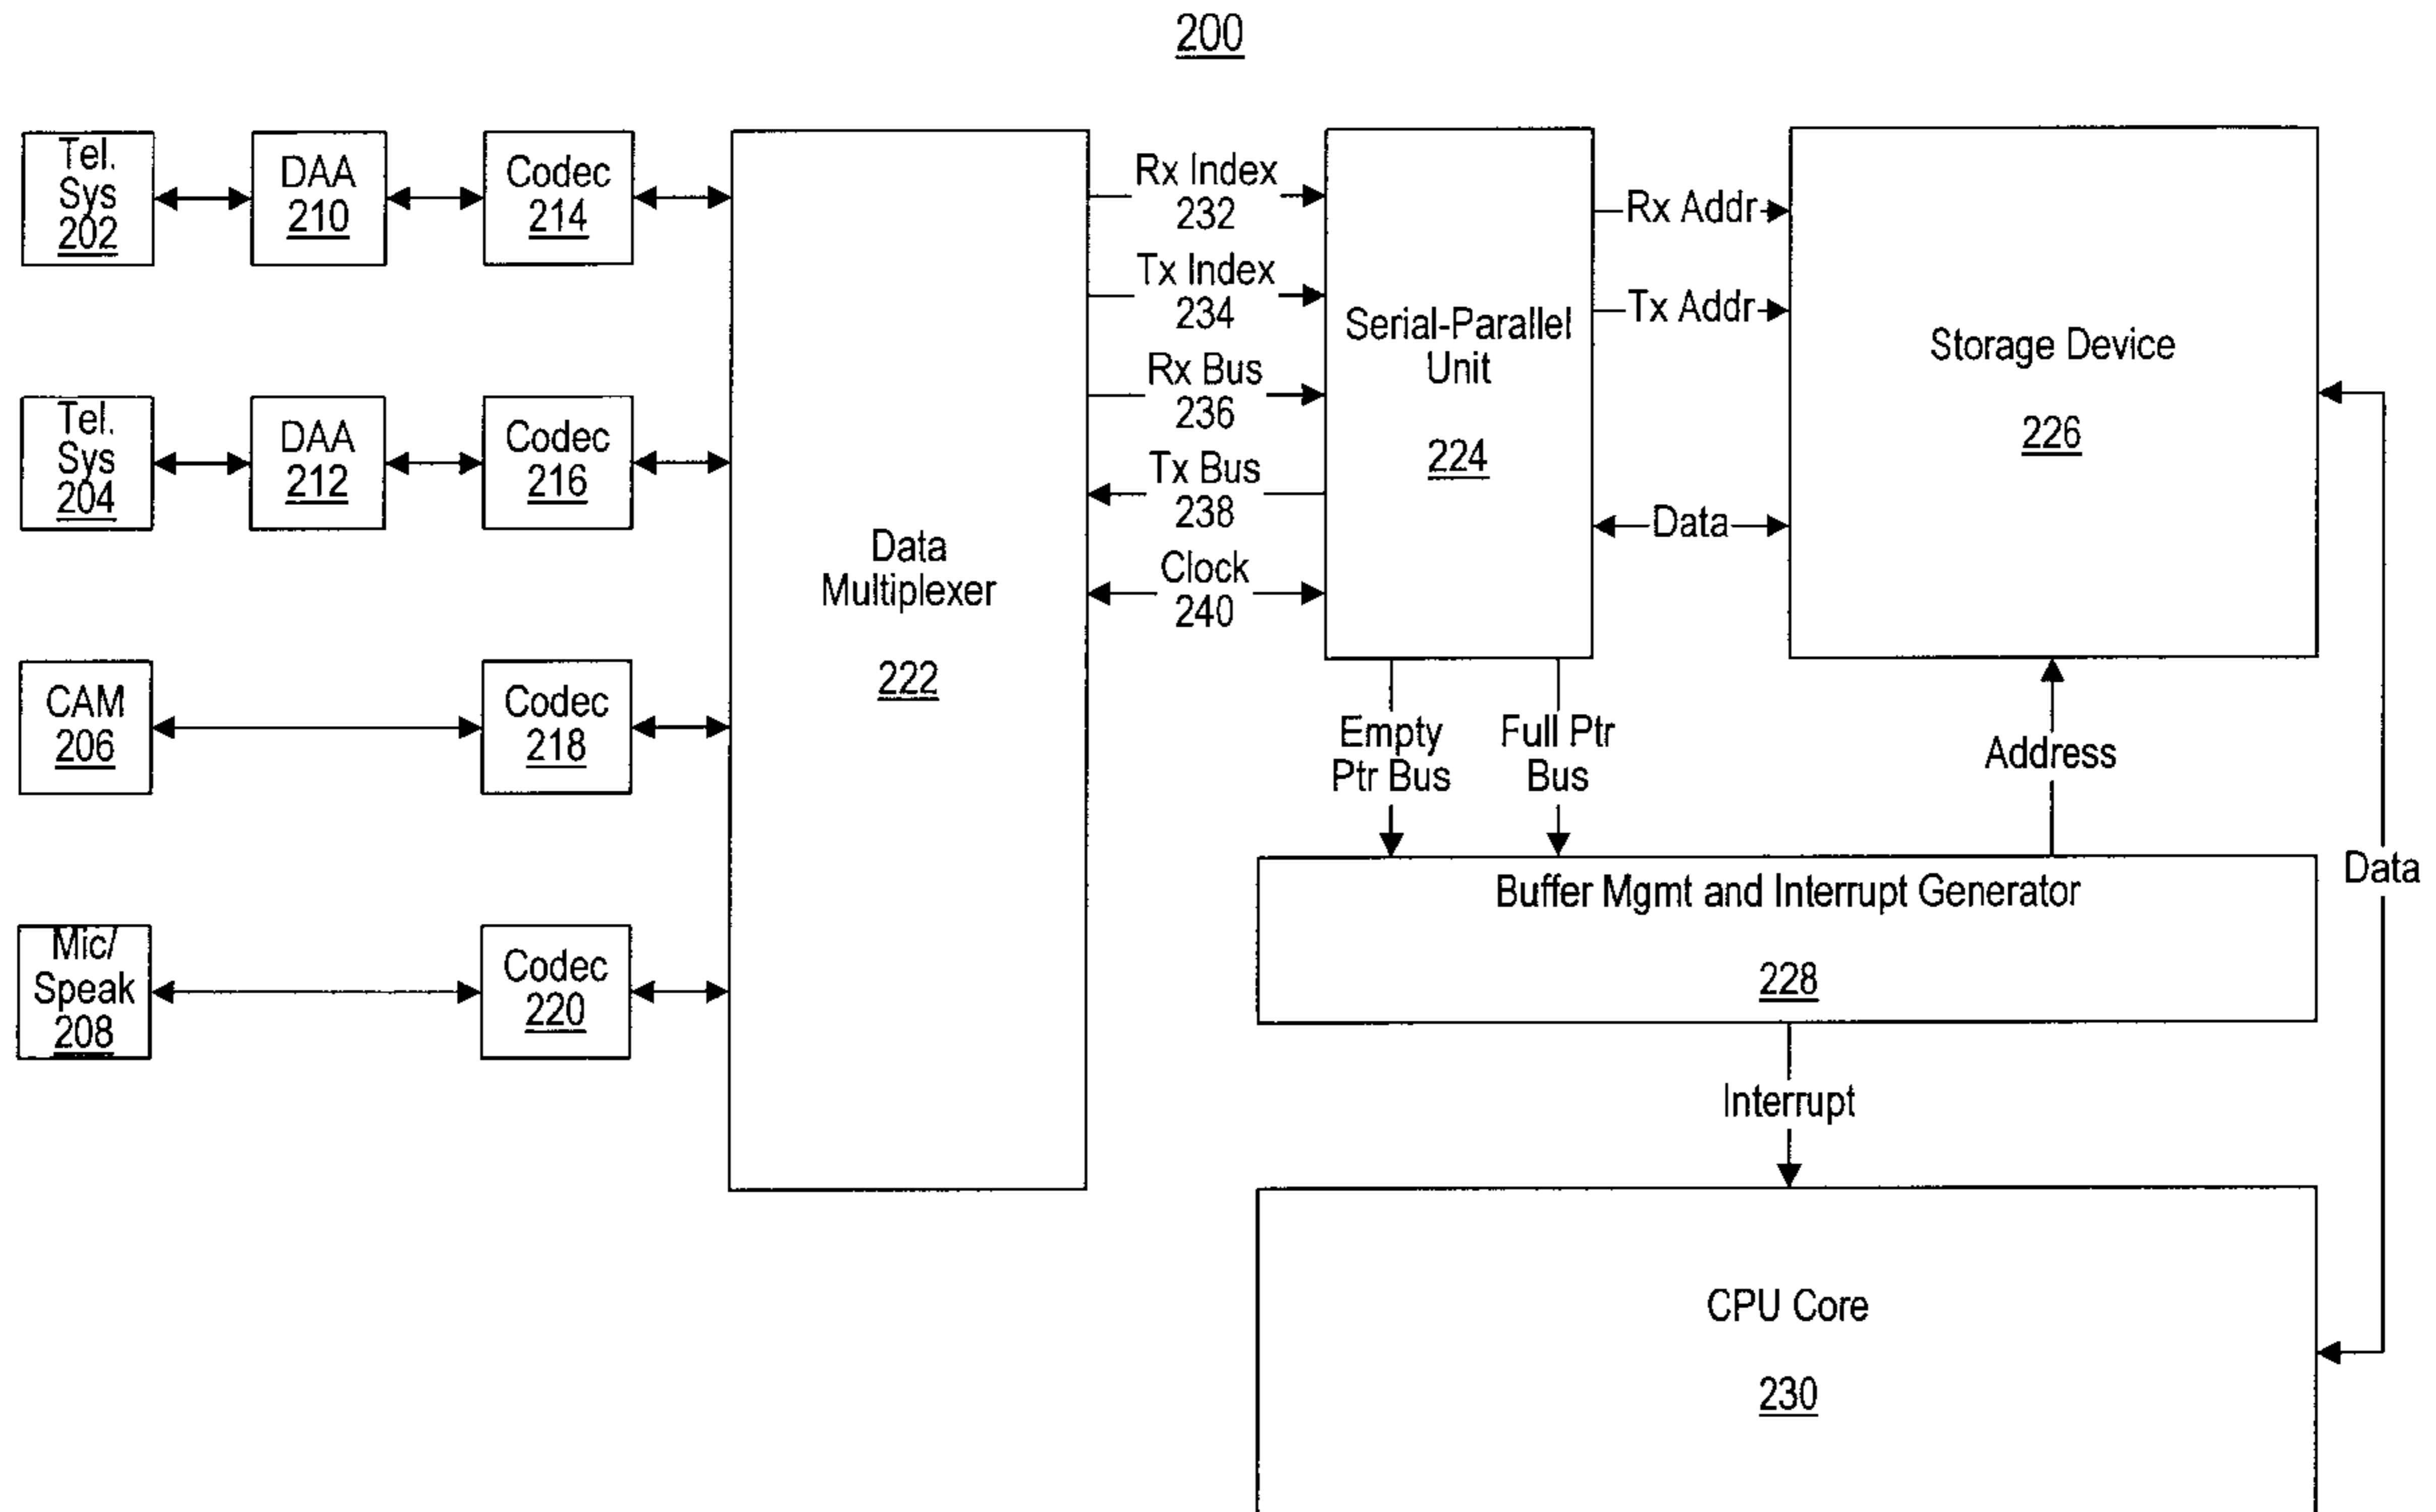 200
Tel.
Sys
202
DAA
210
Codec
214
Tel.
Sys
204
DAA
212
Codec
216
CAM
206
Codec
218
Mic/
Speak
208
Codec
220
Data
Multiplexer
222
Rx Index
232
Tx Index
234
Rx Bus
236
Tx Bus
238
Clock
240
Serial-Parallel
Unit
224
Rx Addr
Tx Addr
Data
Storage Device
226
Empty
Ptr Bus
Full Ptr
Bus
Address
Data
Buffer Mgmt and Interrupt Generator
228
Interrupt
CPU Core
230